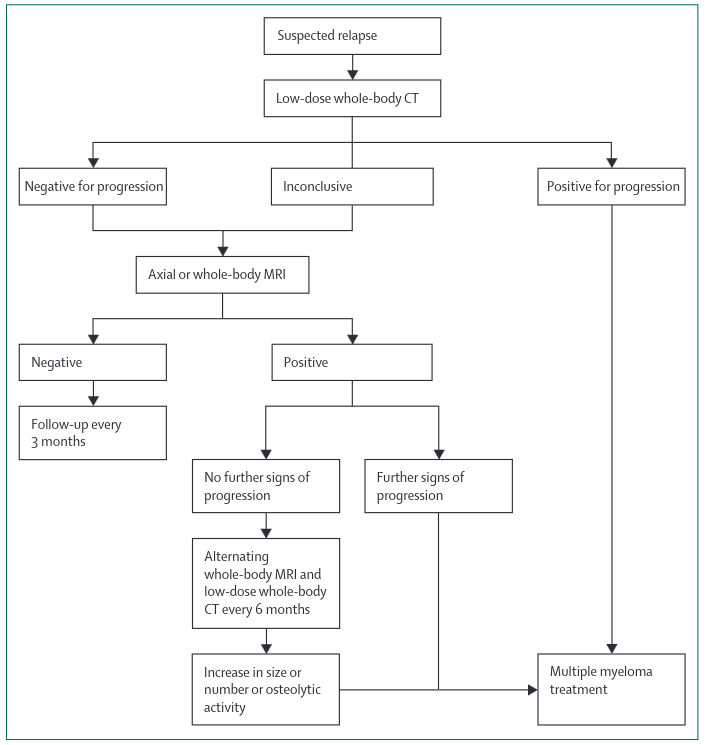 Suspected relapse
Low-dose whole-body CT
Negative for progression
Inconclusive
Positive for progression
Axial or whole-body MRI
Negative
Positive
Follow-up every
3 months
No further signs of
progression
Further signs of
progression
Alternating
whole-body MRI and
low-dose whole-body
CT every 6 months
Increase in size or
number or osteolytic
activity
Multiple myeloma
treatment